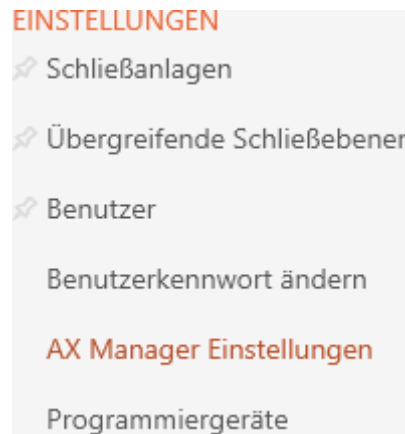 EINSTELLUNGEN
Schließanlagen
Übergreifende Schließebener
Benutzer
Benutzerkennwort ändern
AX Manager Einstellungen
Programmiergeräte